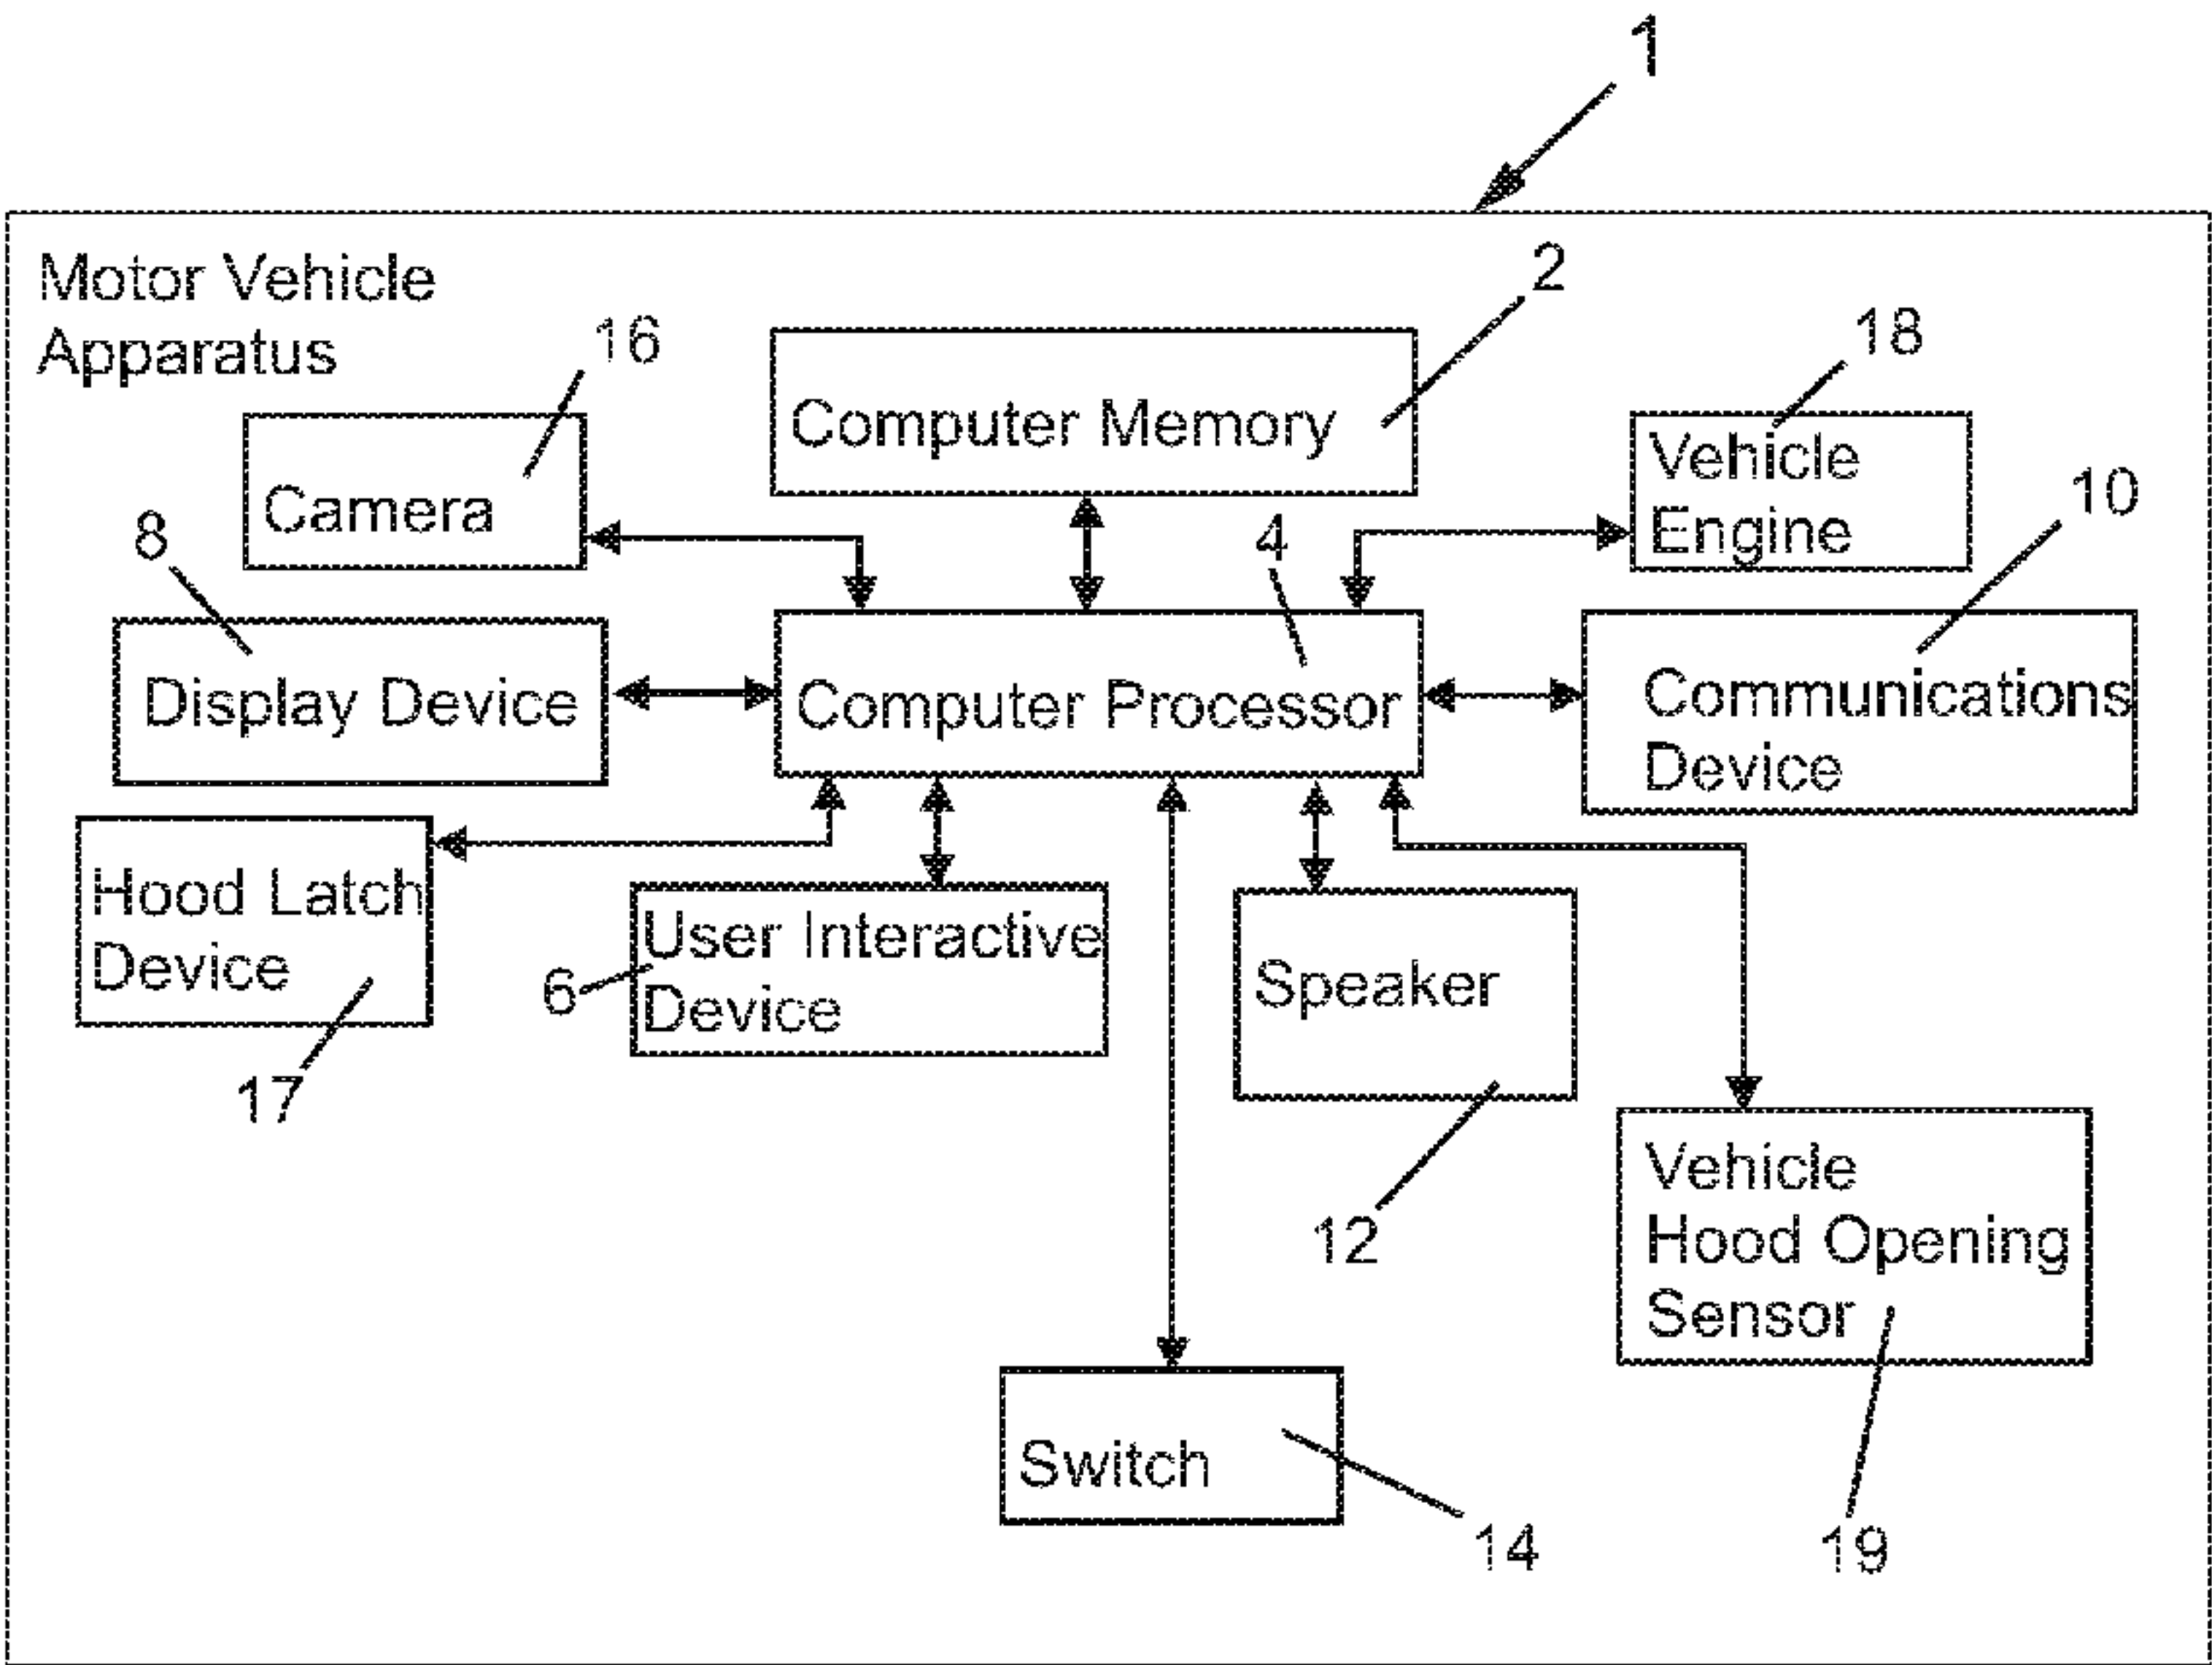 1
Motor Vehicle
Apparatus
16
2
18
Computer Memory
Vehicle
Engine
Camera
8
4
10
Display Device
Computer Processor
Communications
Device
Hood Latch
Device
17
6
User Interactive
Device
Speaker
12
Vehicle
Hood Opening
Sensor
19
Switch
14